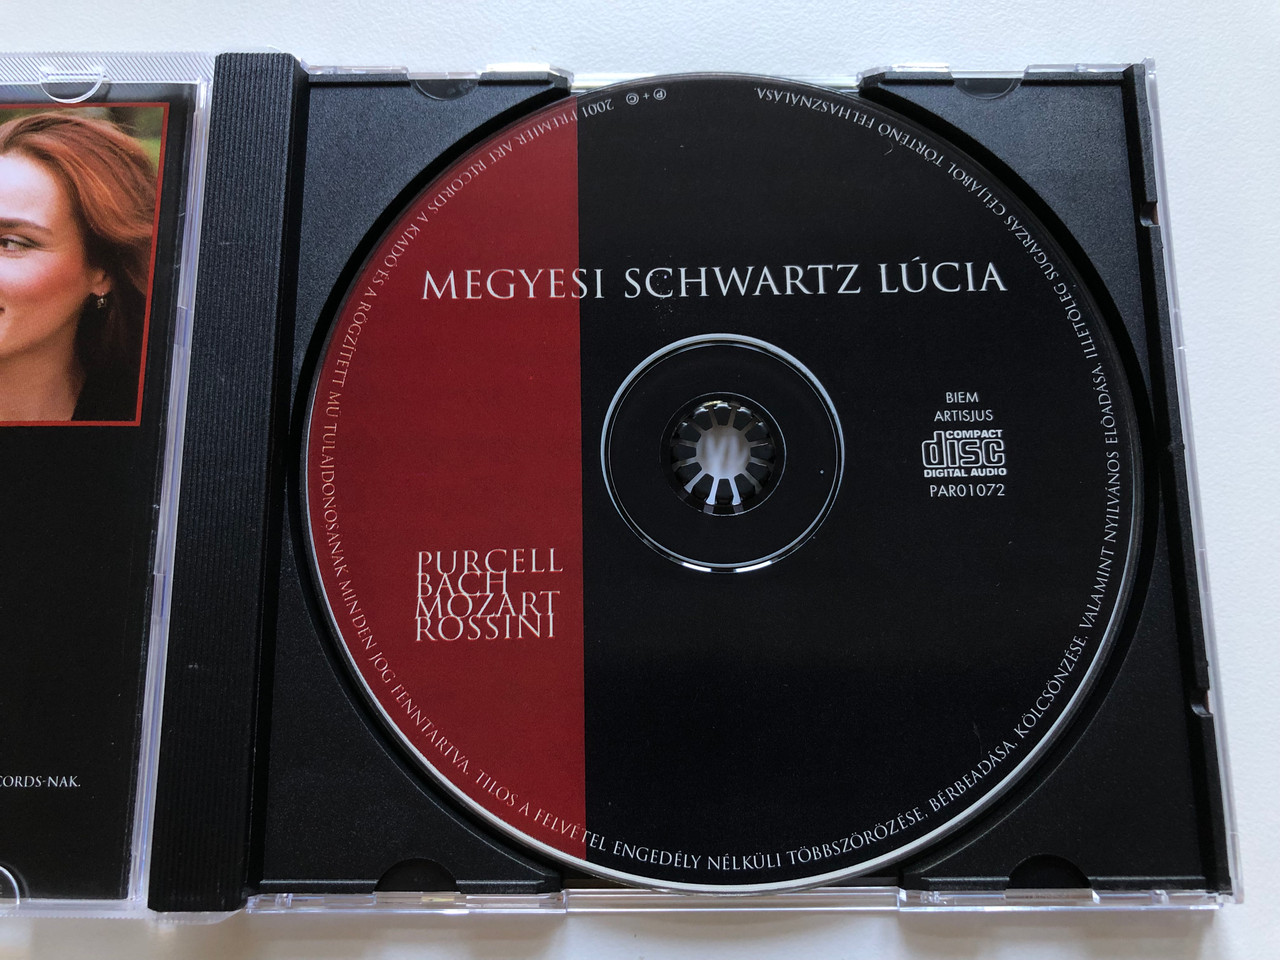 MEGYESI SCHWARTZ LÚCIA
BIEM
ARTISJUS
COMPACT
disc
DIGITAL AUDIO
PAR01072
PURCELL
BACH
MOZART
ROSSINI
P + C 2001 PREMIER ART RECORDS A KIADÓ ÉS A RÖGZÍTETT MŰ TULAJDONOSÁNAK MINDEN JOG FENNTARTVA. TILOS A FELVÉTEL ENGEDÉLY NÉLKÜLI TÖBBSZÖRÖZÉSE, BÉRBEADÁSA, KÖLCSÖNZÉSE, VALAMINT NYILVÁNOS ELŐADÁSA, ILLETŐLEG, SUGÁRZÁS CÉLJÁBÓL TÖRTÉNŐ FELHASZNÁLÁSA.
CORDS-NAK.